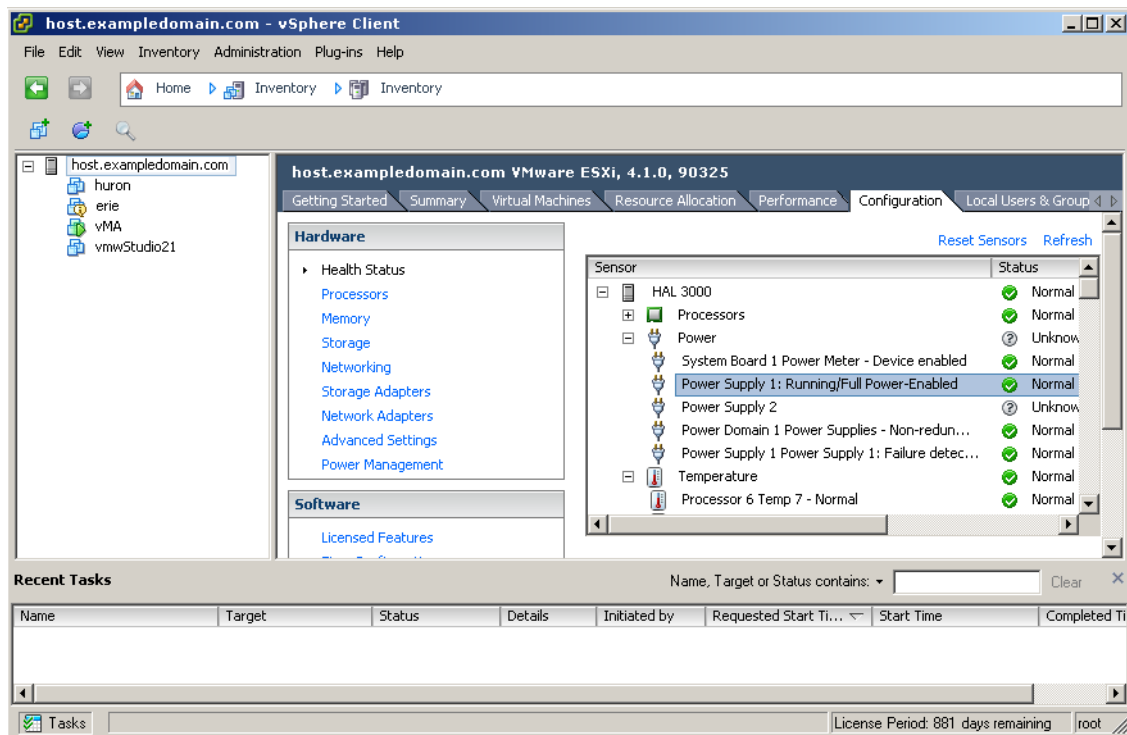 host.exampledomain.com - vSphere Client
File Edit View Inventory Administration Plug-ins Help
Home Inventory Inventory
host.exampledomain.com
huron
erie
vMA
vmwStudio21
host.exampledomain.com VMware ESXi, 4.1.0, 90325
Getting Started Summary Virtual Machines Resource Allocation Performance Configuration Local Users & Group
Hardware
Health Status
Processors
Memory
Storage
Networking
Storage Adapters
Network Adapters
Advanced Settings
Power Management
Software
Licensed Features
Reset Sensors Refresh
Sensor Status
HAL 3000 Normal
Processors Normal
Power Unknow
System Board 1 Power Meter - Device enabled Normal
Power Supply 1: Running/Full Power-Enabled Normal
Power Supply 2 Unknow
Power Domain 1 Power Supplies - Non-redun... Normal
Power Supply 1 Power Supply 1: Failure detec... Normal
Temperature Normal
Processor 6 Temp 7 - Normal Normal
Recent Tasks Name, Target or Status contains: Clear
Name Target Status Details Initiated by Requested Start Ti... Start Time Completed Ti
Tasks License Period: 881 days remaining root